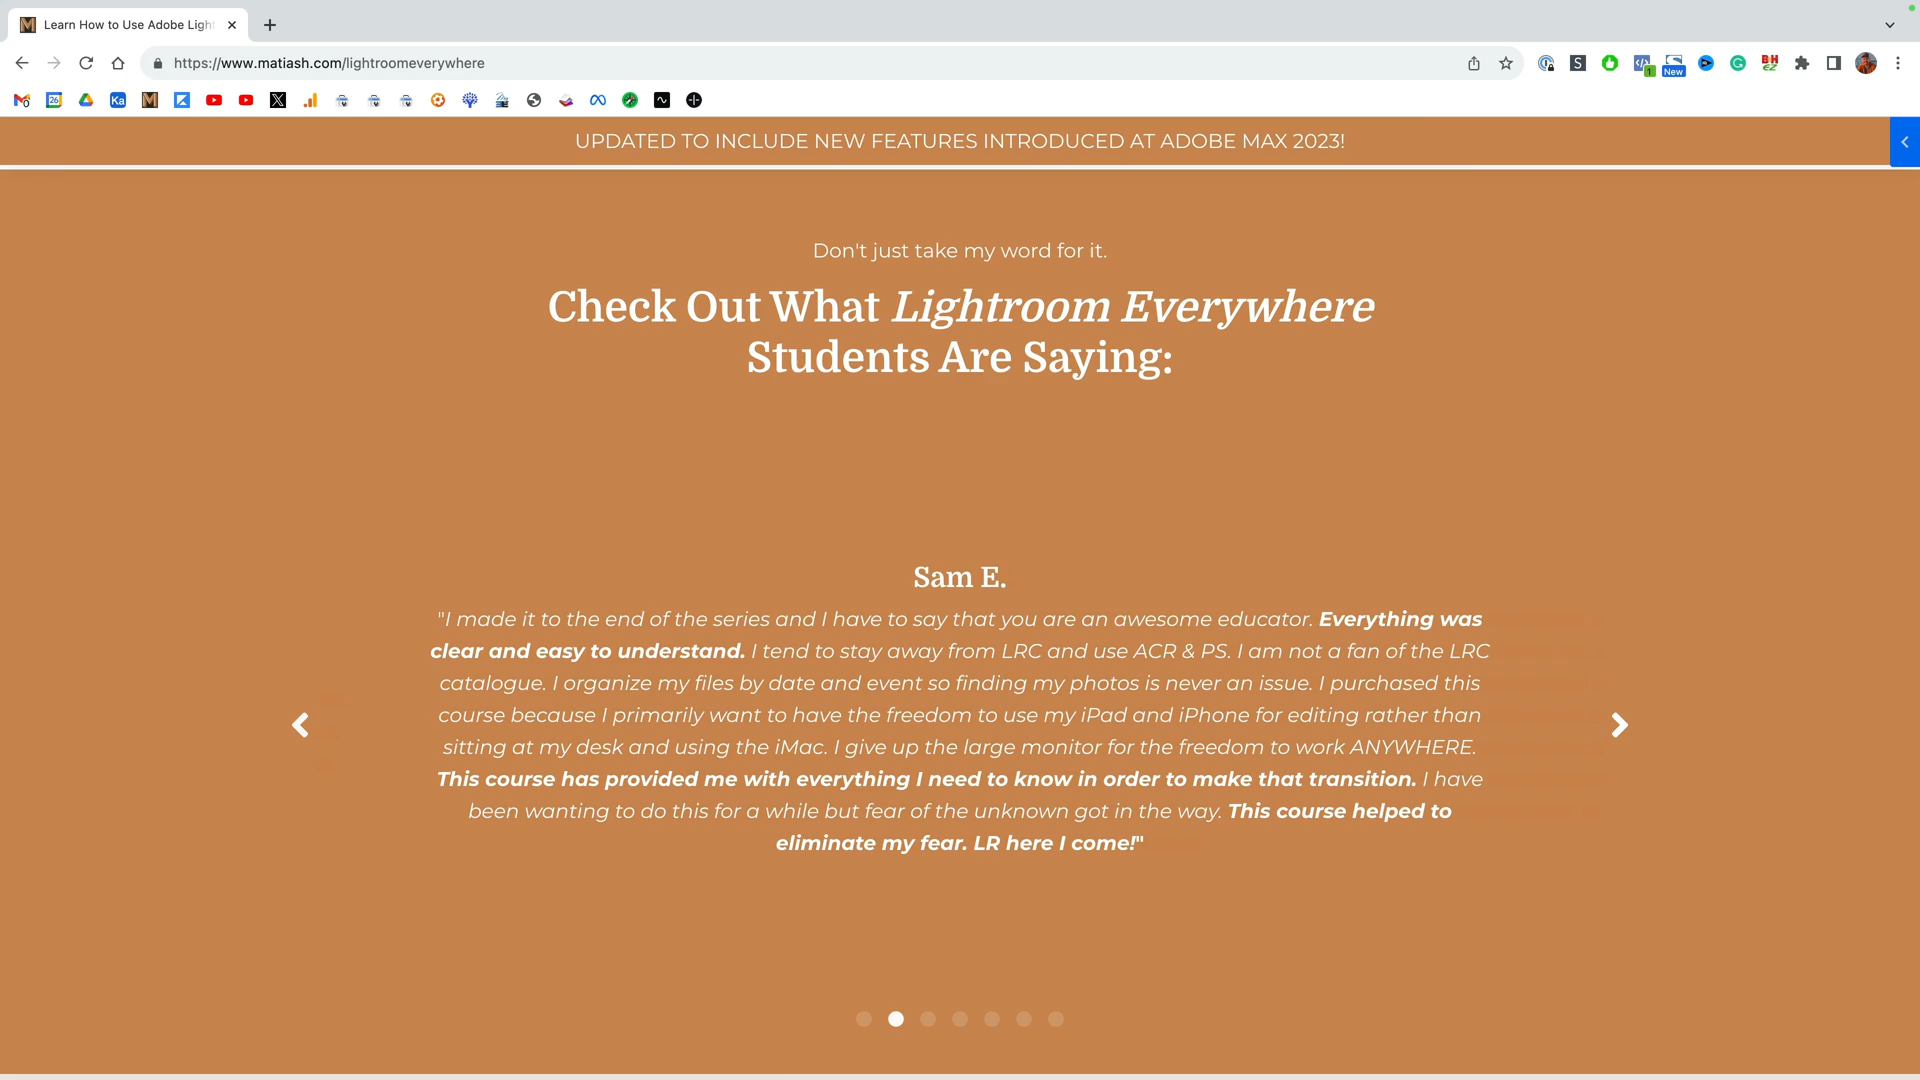 Learn How to Use Adobe Ligh
https://www.matiash.com/lightroomeverywhere
S
1
New
G
BH
EZ
26
Ka
M
X
UPDATED TO INCLUDE NEW FEATURES INTRODUCED AT ADOBE MAX 2023!
Don't just take my word for it.
Check Out What Lightroom Everywhere
Students Are Saying:
Sam E.
"I made it to the end of the series and I have to say that you are an awesome educator. Everything was
clear and easy to understand. I tend to stay away from LRC and use ACR & PS. I am not a fan of the LRC
catalogue. I organize my files by date and event so finding my photos is never an issue. I purchased this
course because I primarily want to have the freedom to use my iPad and iPhone for editing rather than
sitting at my desk and using the iMac. I give up the large monitor for the freedom to work ANYWHERE.
This course has provided me with everything I need to know in order to make that transition. I have
been wanting to do this for a while but fear of the unknown got in the way. This course helped to
eliminate my fear. LR here I come!"